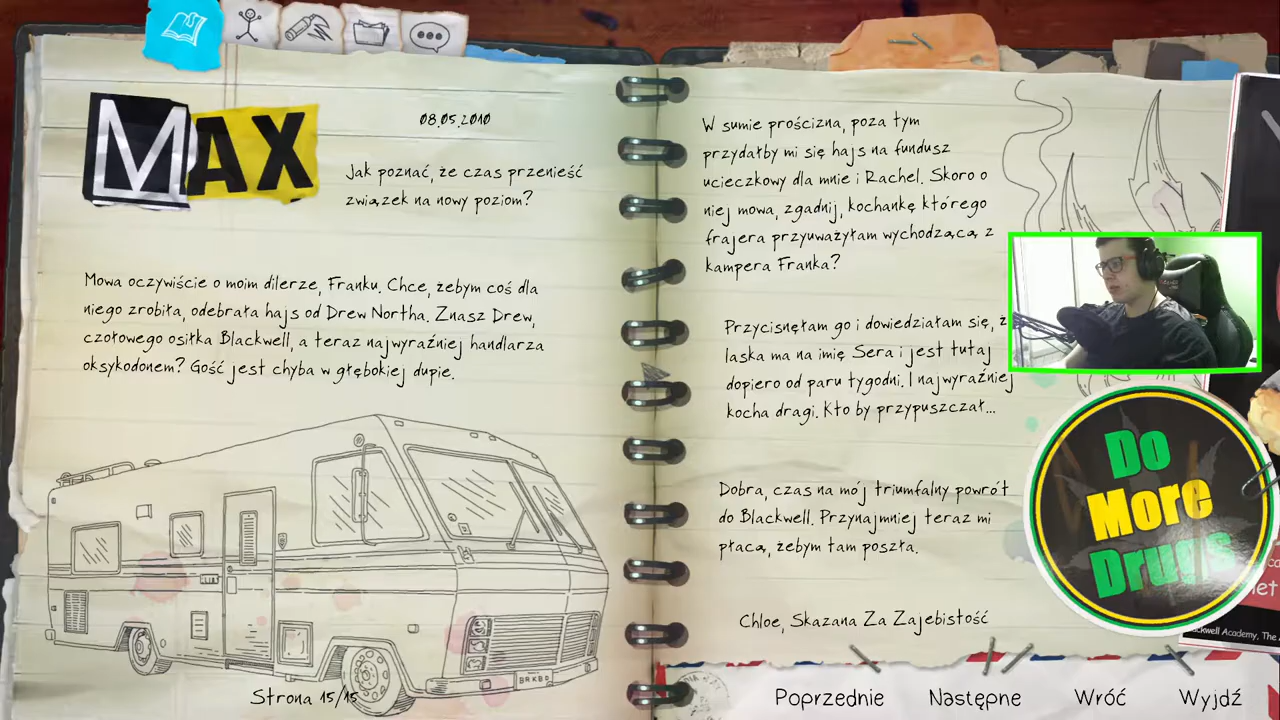 MAX
08.05.2010
Jak poznać, że czas przenieść
związek na nowy poziom?
Mowa oczywiście o moim dilerze, Franku. Chce, żebym coś dla
niego zrobiła, odebrała hajs od Drew Northa. Znasz Drew,
czołowego osiłka Blackwell, a teraz najwyraźniej handlarza
oksykodonem? Gość jest chyba w głębokiej dupie.
BRKBD
Strona 15/15
W sumie prościzna, poza tym
przydałby mi się hajs na fundusz
ucieczkowy dla mnie i Rachel. Skoro o
niej mowa, zgadnij, kochankę którego
frajera przyuważyłam wychodzącą z
kampera Franka?
Przycisnęłam go i dowiedziałam się, ż
laska ma na imię Sera i jest tutaj
dopiero od paru tygodni. I najwyraźniej
kocha dragi. Kto by przypuszczał...
Dobra, czas na mój triumfalny powrót
do Blackwell. Przynajmniej teraz mi
płacą, żebym tam poszła.
Chloe, Skazana Za Zajebistość
Do
More
Drugs
ackwell Academy, The A
Poprzednie Następne Wróć Wyjdź